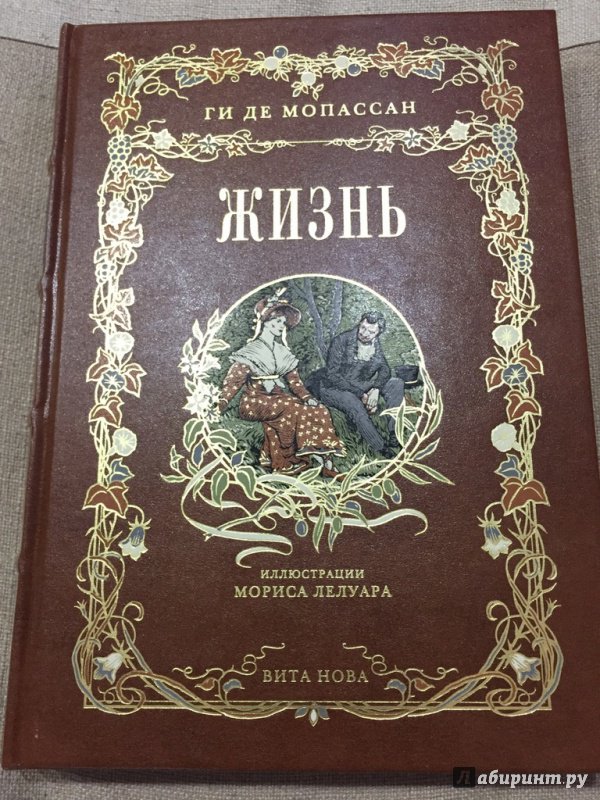 ГИ ДЕ МОПАССАН
ЖИЗНЬ
ИЛЛЮСТРАЦИИ
МОРИСА ЛЕЛУАРА
ВИТА НОВА
Лабиринт.ру